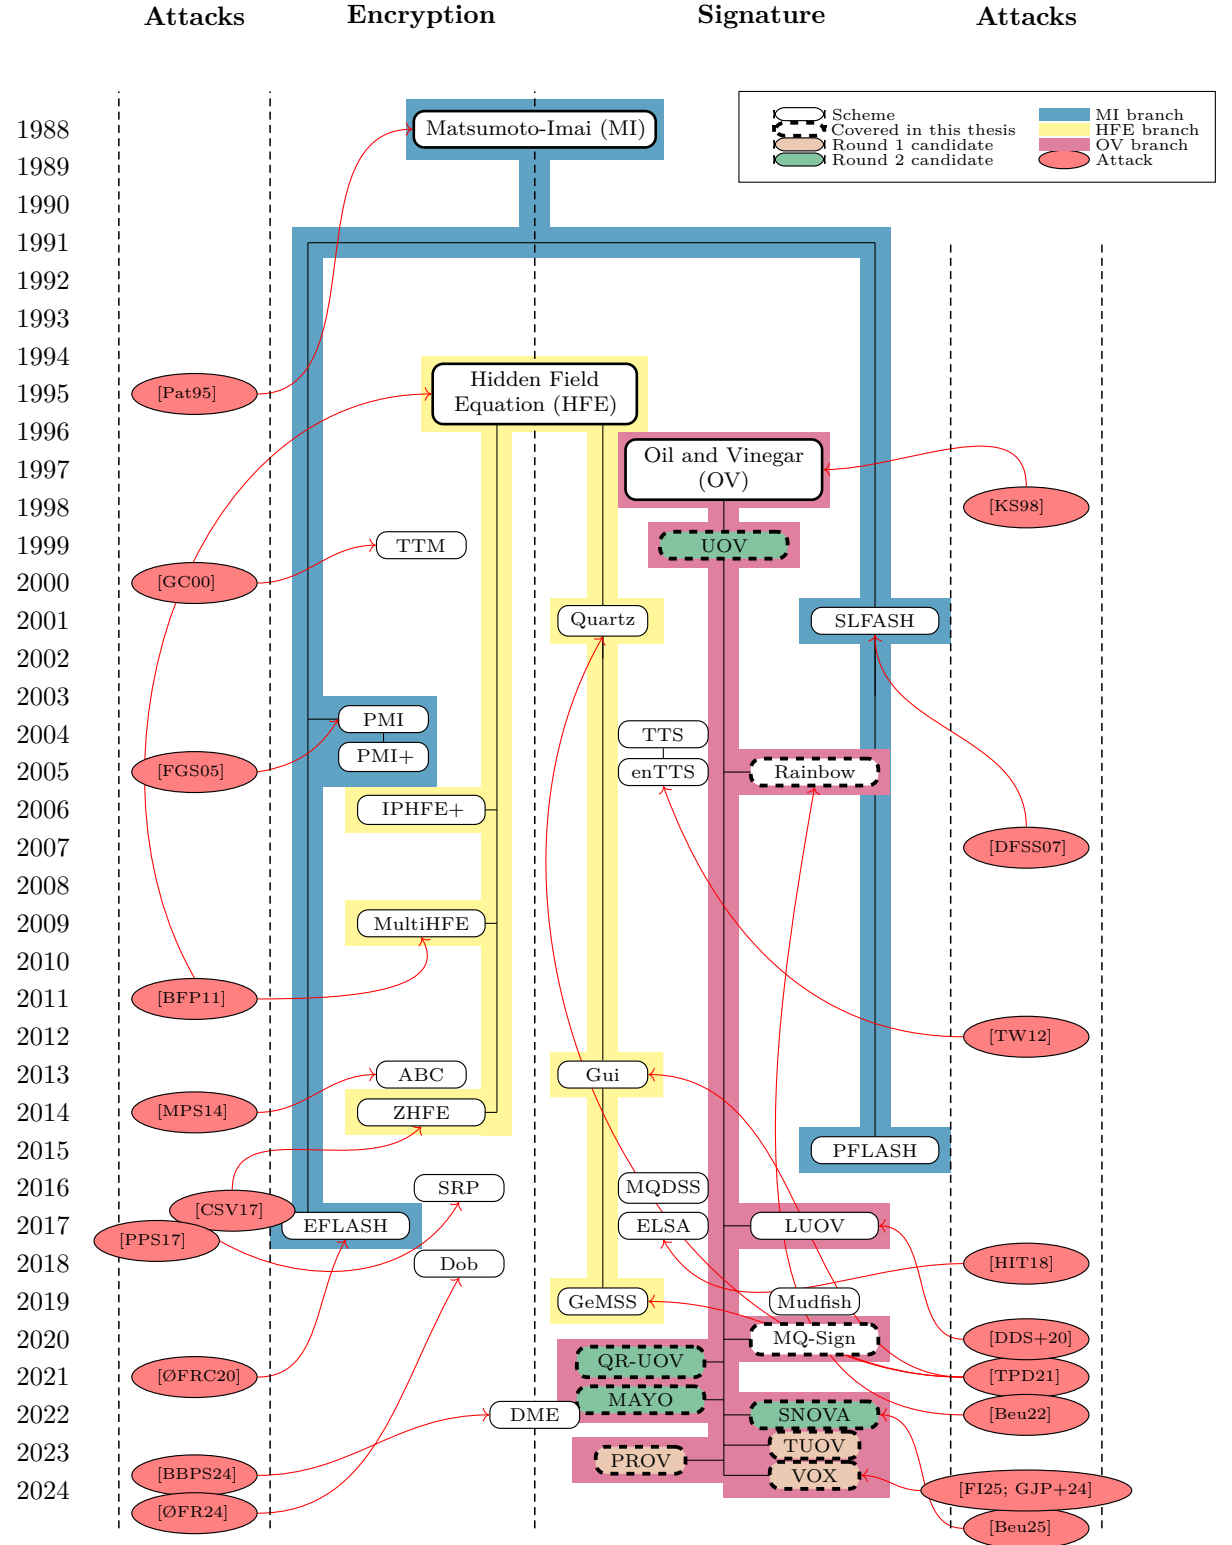 Attacks
Encryption
Signature
Attacks
Scheme
Covered in this thesis
Round 1 candidate
Round 2 candidate
MI branch
HFE branch
OV branch
Attack
1988
Matsumoto-Imai (MI)
1989
1990
1991
1992
1993
1994
1995
[Pat95]
Hidden Field
Equation (HFE)
1996
1997
Oil and Vinegar
(OV)
1998
[KS98]
1999
TTM
UOV
2000
[GC00]
2001
Quartz
SLFASH
2002
2003
PMI
2004
TTS
PMI+
2005
[FGS05]
enTTS
Rainbow
2006
IPHFE+
2007
[DFSS07]
2008
2009
MultiHFE
2010
2011
[BFP11]
2012
[TW12]
2013
ABC
Gui
2014
[MPS14]
ZHFE
2015
PFLASH
2016
SRP
MQDSS
[CSV17]
2017
EFLASH
ELSA
LUOV
[PPS17]
2018
Dob
[HIT18]
2019
GeMSS
Mudfish
2020
MQ-Sign
[DDS+20]
QR-UOV
2021
[ØFRC20]
[TPD21]
MAYO
2022
DME
SNOVA
[Beu22]
2023
TUOV
PROV
[BBPS24]
VOX
2024
[FI25; GJP+24]
[ØFR24]
[Beu25]